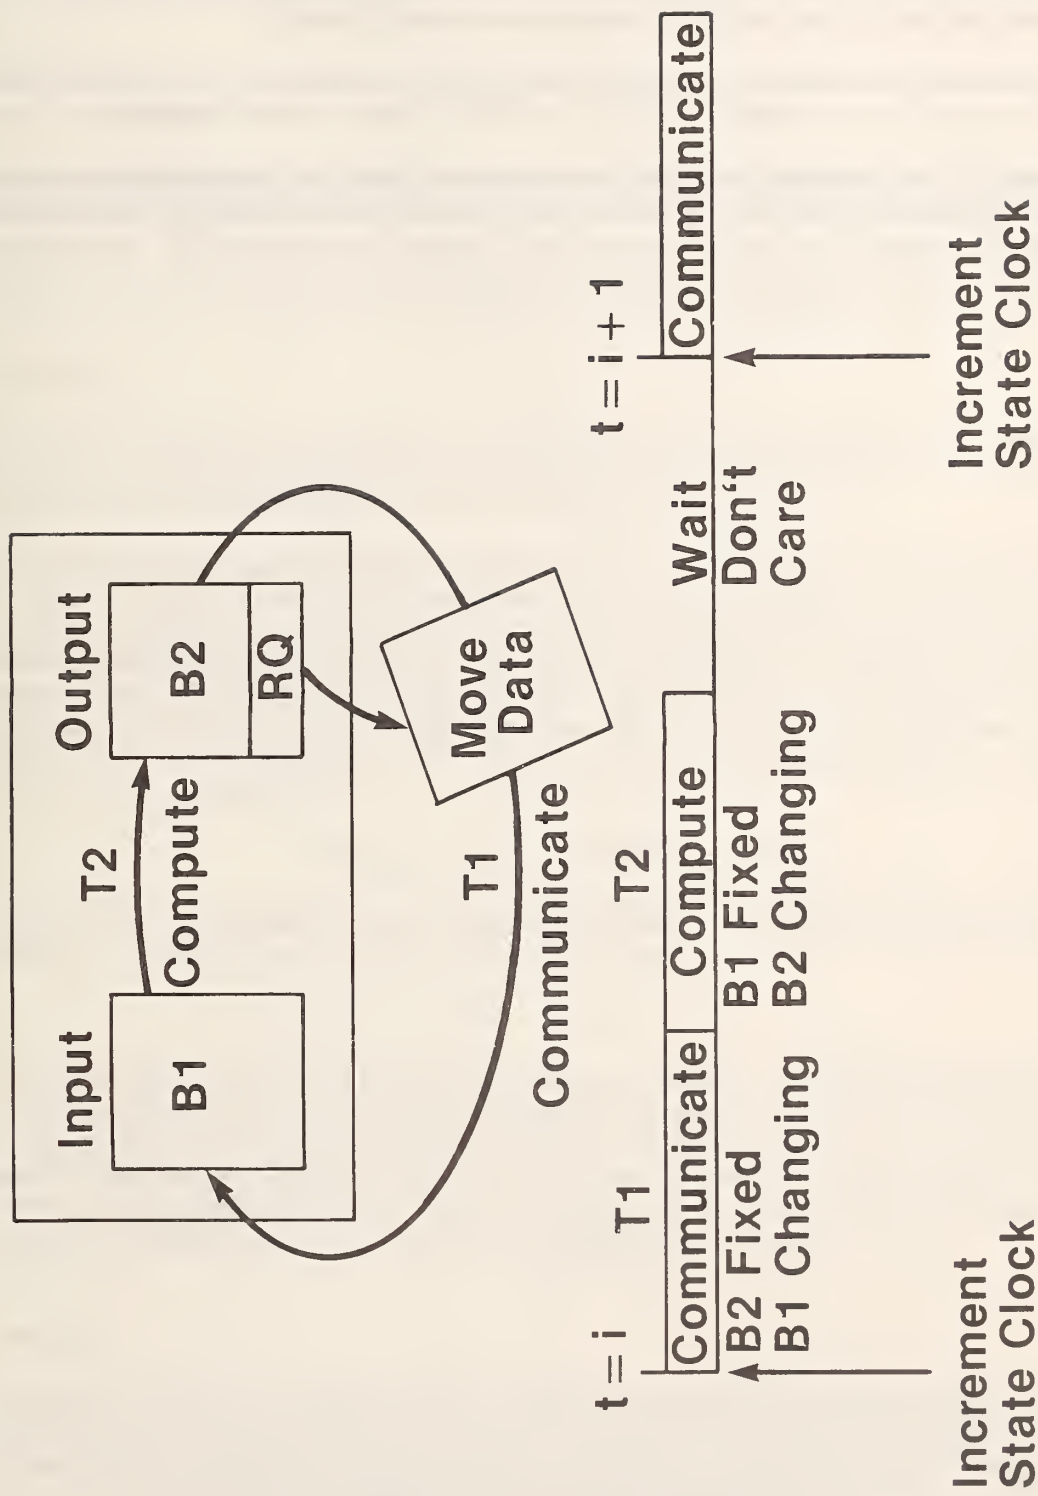 Input
Output
T2
B1
Compute
B2
RQ
T1
Communicate
Move
Data
t = i
T1
T2
t = i + 1
Communicate
Compute
Wait
Communicate
B2 Fixed
B1 Changing
B1 Fixed
B2 Changing
Don‘t
Care
Increment
State Clock
Increment
State Clock